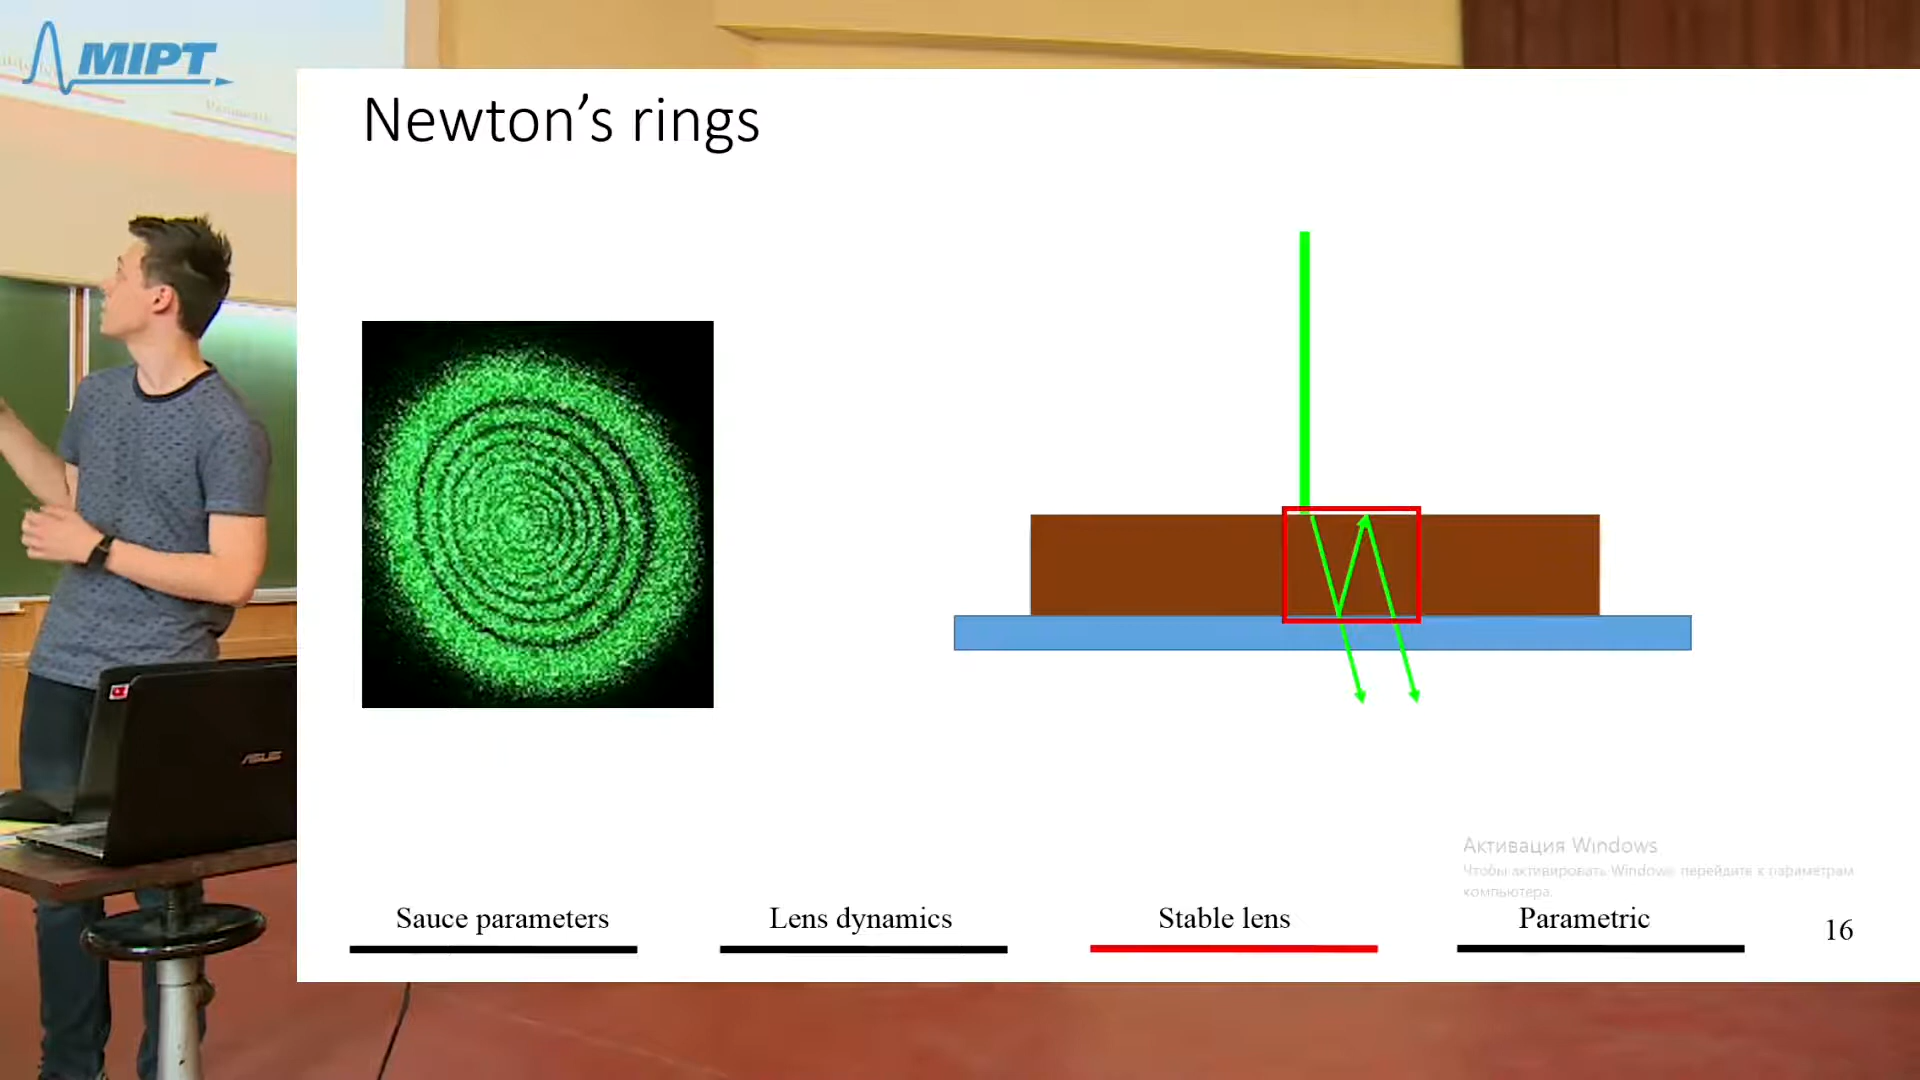 MIPT
Newton’s rings
Активация Windows
Чтобы активировать Windows, перейдите к параметрам
компьютера.
Sauce parameters
Lens dynamics
Stable lens
Parametric
16
ASUS